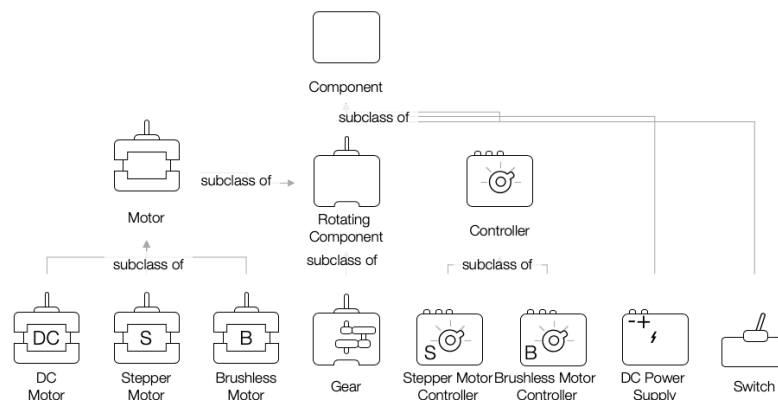 Component
subclass of
subclass of
Motor
Rotating
Component
Controller
subclass of
subclass of
subclass of
DC
S
B
S
B
-+
DC
Motor
Stepper
Motor
Brushless
Motor
Gear
Stepper Motor
Controller
Brushless Motor
Controller
DC Power
Supply
Switch